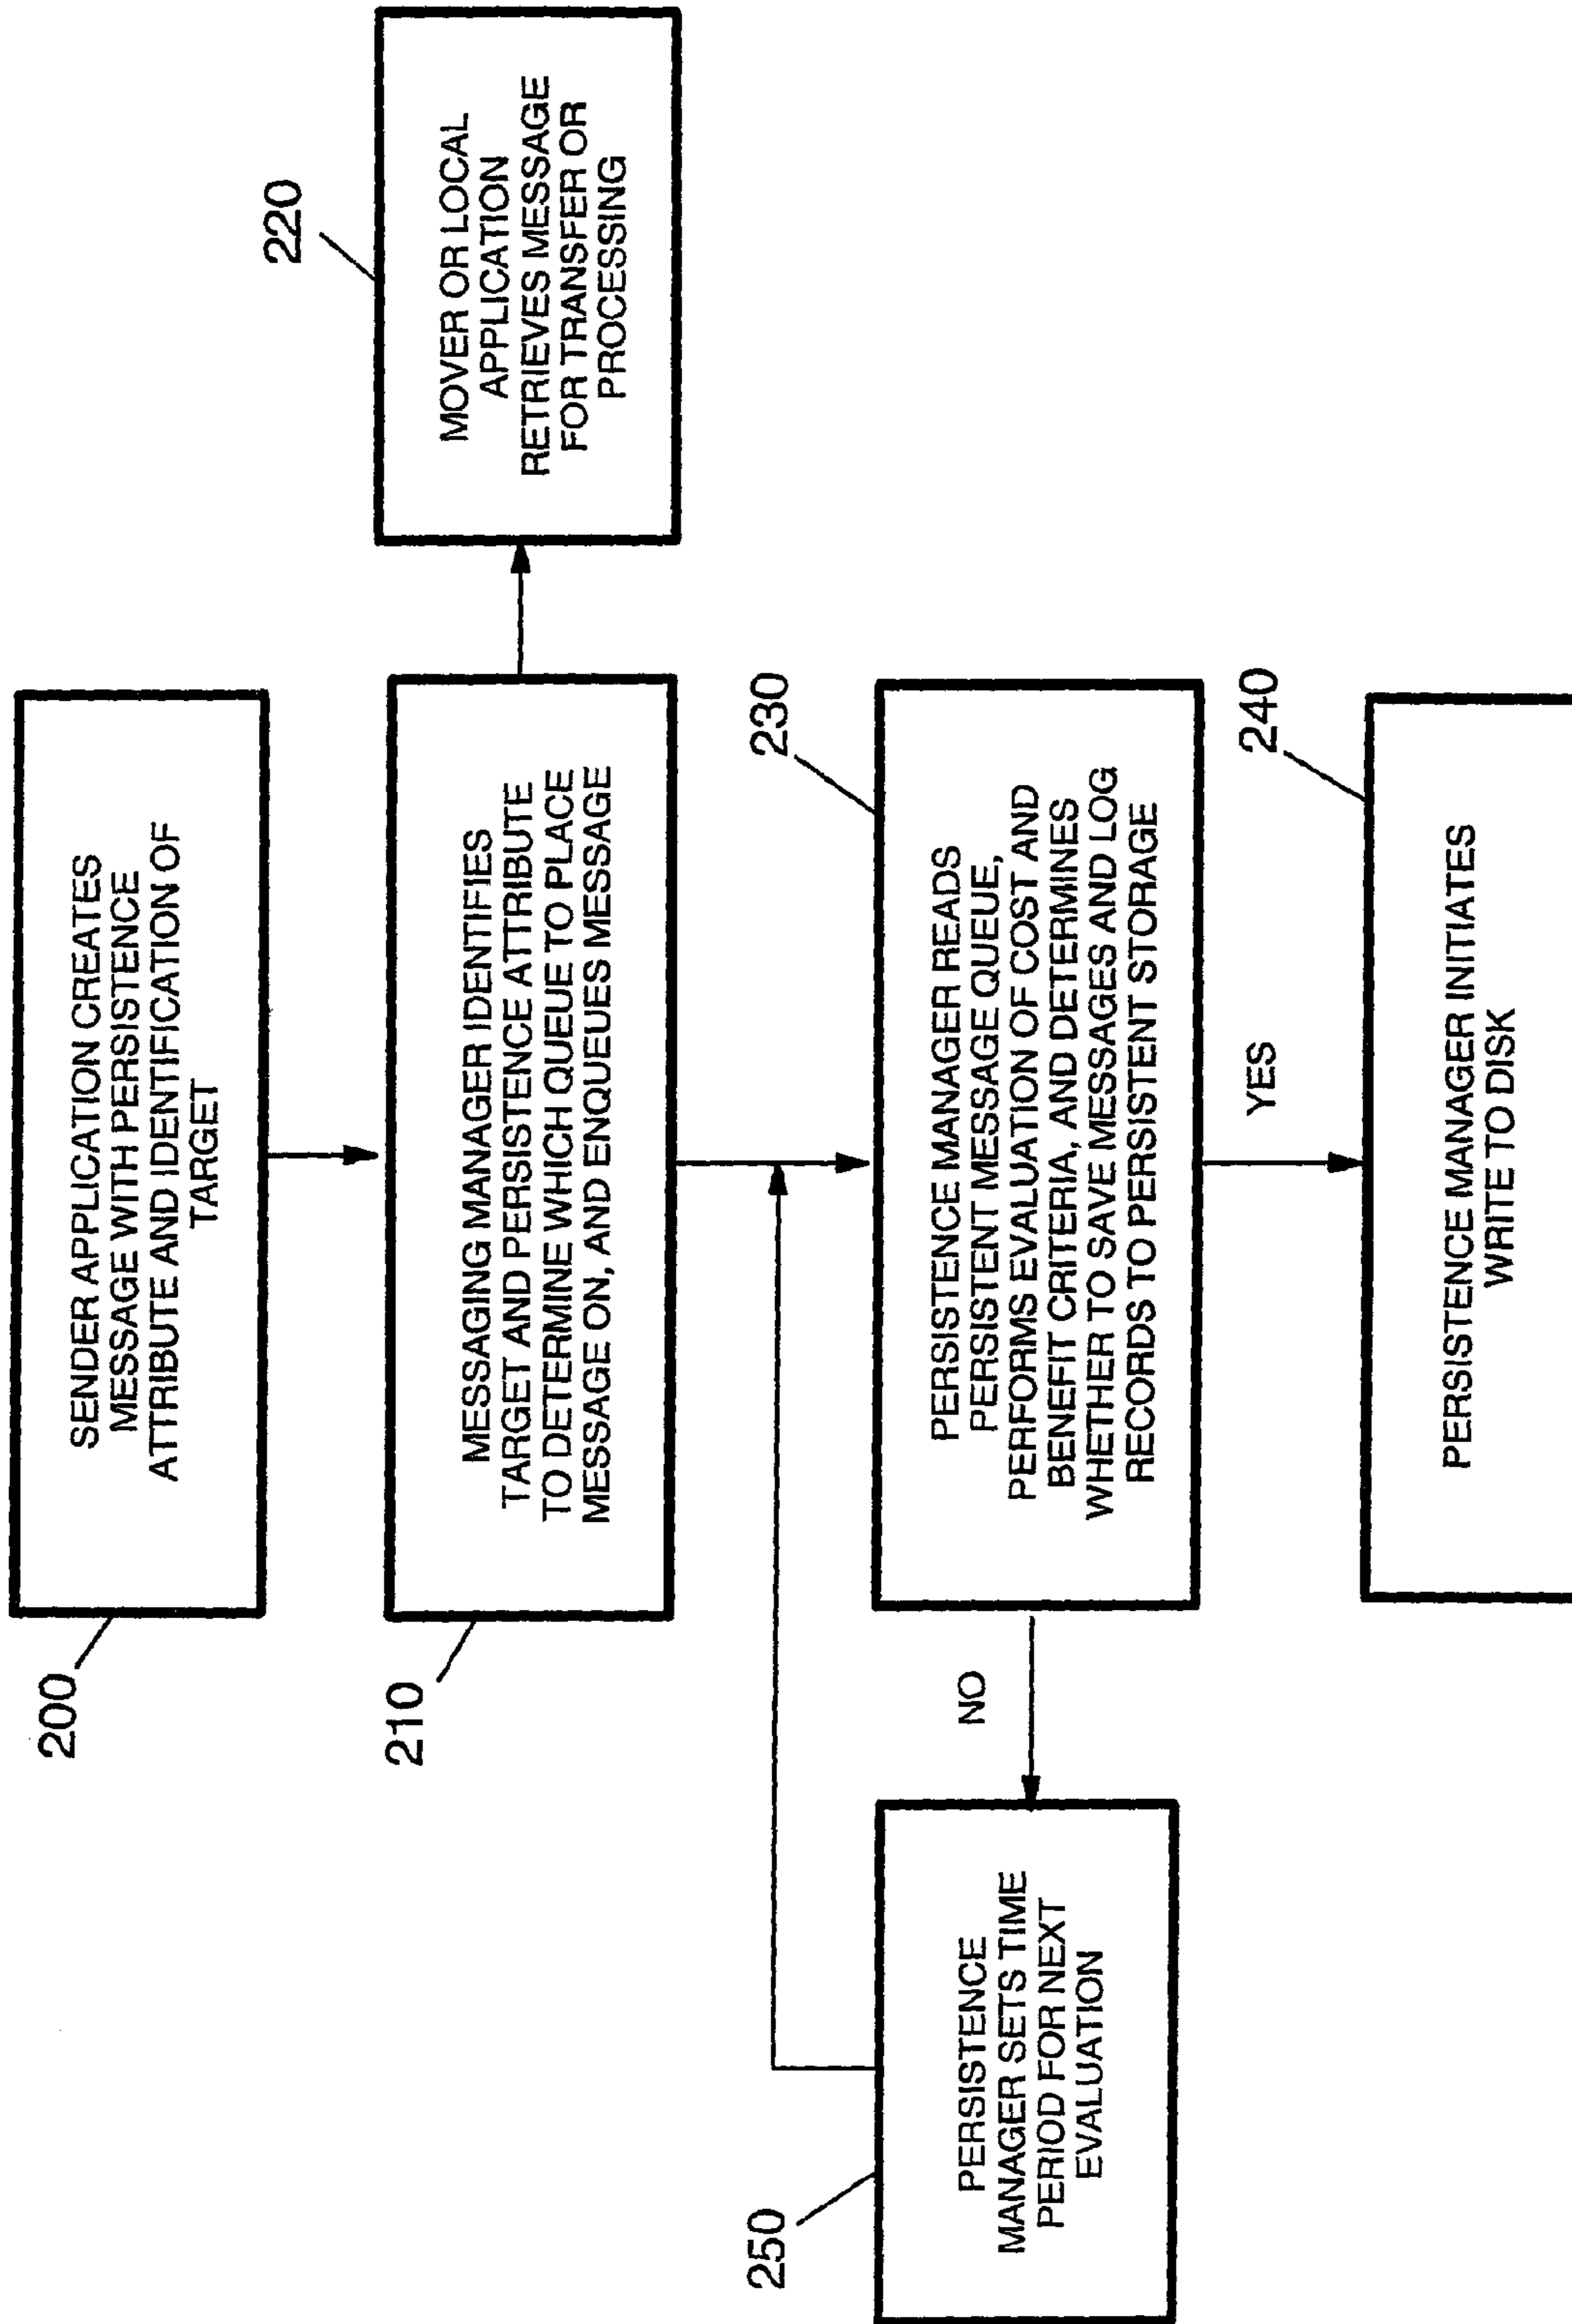 200
SENDER APPLICATION CREATES
MESSAGE WITH PERSISTENCE
ATTRIBUTE AND IDENTIFICATION OF
TARGET
210
MESSAGING MANAGER IDENTIFIES
TARGET AND PERSISTENCE ATTRIBUTE
TO DETERMINE WHICH QUEUE TO PLACE
MESSAGE ON, AND ENQUEUES MESSAGE
220
MOVER OR LOCAL
APPLICATION
RETRIEVES MESSAGE
FOR TRANSFER OR
PROCESSING
230
PERSISTENCE MANAGER READS
PERSISTENT MESSAGE QUEUE,
PERFORMS EVALUATION OF COST AND
BENEFIT CRITERIA, AND DETERMINES
WHETHER TO SAVE MESSAGES AND LOG
RECORDS TO PERSISTENT STORAGE
NO
YES
250
PERSISTENCE
MANAGER SETS TIME
PERIOD FOR NEXT
EVALUATION
240
PERSISTENCE MANAGER INITIATES
WRITE TO DISK